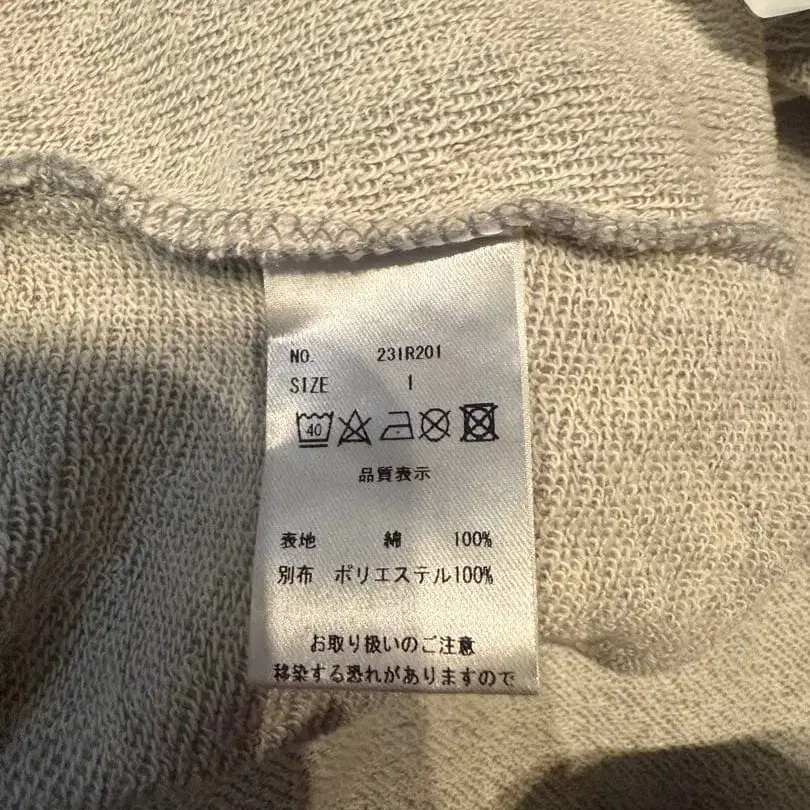 NO. 231R201
SIZE 1
40
品質表示
表地 綿 100%
別布 ポリエステル100%
お取り扱いのご注意
移染する恐れがありますので